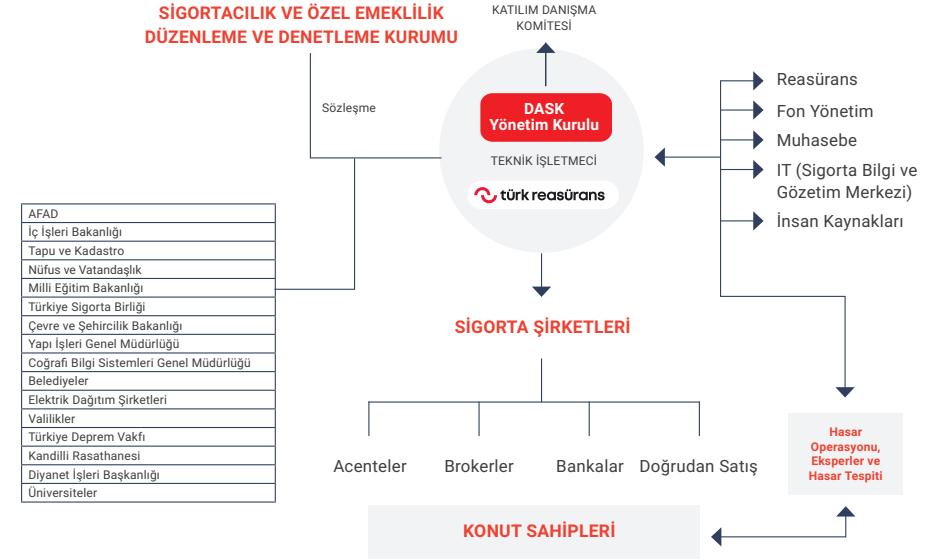 SİGORTACILIK VE ÖZEL EMEKLİLİK
DÜZENLEME VE DENETLEME KURUMU
KATILIM DANIŞMA
KOMİTESİ
Sözleşme
DASK
Yönetim Kurulu
TEKNİK İŞLETMECİ
türk reasürans
Reasürans
Fon Yönetim
Muhasebe
IT (Sigorta Bilgi ve
Gözetim Merkezi)
İnsan Kaynakları
AFAD
İç İşleri Bakanlığı
Tapu ve Kadastro
Nüfus ve Vatandaşlık
Milli Eğitim Bakanlığı
Türkiye Sigorta Birliği
Çevre ve Şehircilik Bakanlığı
Yapı İşleri Genel Müdürlüğü
Coğrafi Bilgi Sistemleri Genel Müdürlüğü
Belediyeler
Elektrik Dağıtım Şirketleri
Valilikler
Türkiye Deprem Vakfı
Kandilli Rasathanesi
Diyanet İşleri Başkanlığı
Üniversiteler
SİGORTA ŞİRKETLERİ
Acenteler
Brokerler
Bankalar
Doğrudan Satış
Hasar
Operasyonu,
Eksperler ve
Hasar Tespiti
KONUT SAHİPLERİ